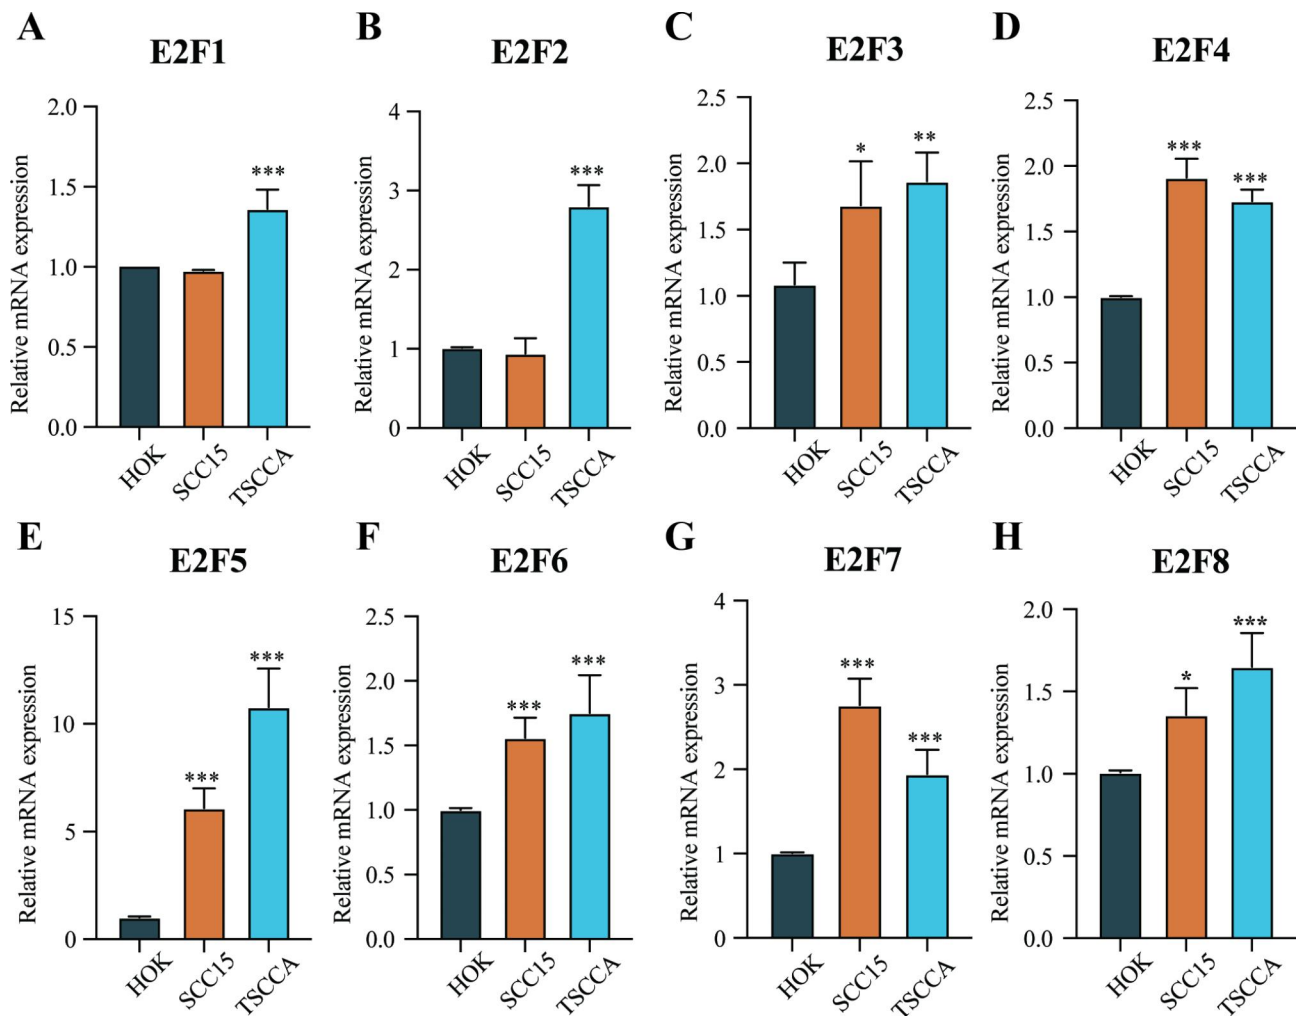 A
E2F1
Relative mRNA expression
2.0
1.5
1.0
0.5
0.0
***
HOK
SCC15
TSCCA
B
E2F2
Relative mRNA expression
4
3
2
1
0
***
HOK
SCC15
TSCCA
C
E2F3
Relative mRNA expression
2.5
2.0
1.5
1.0
0.5
0.0
*
**
HOK
SCC15
TSCCA
D
E2F4
Relative mRNA expression
2.5
2.0
1.5
1.0
0.5
0.0
***
***
HOK
SCC15
TSCCA
E
E2F5
Relative mRNA expression
15
10
5
0
***
***
HOK
SCC15
TSCCA
F
E2F6
Relative mRNA expression
2.5
2.0
1.5
1.0
0.5
0.0
***
***
HOK
SCC15
TSCCA
G
E2F7
Relative mRNA expression
4
3
2
1
0
***
***
HOK
SCC15
TSCCA
H
E2F8
Relative mRNA expression
2.0
1.5
1.0
0.5
0.0
*
***
HOK
SCC15
TSCCA